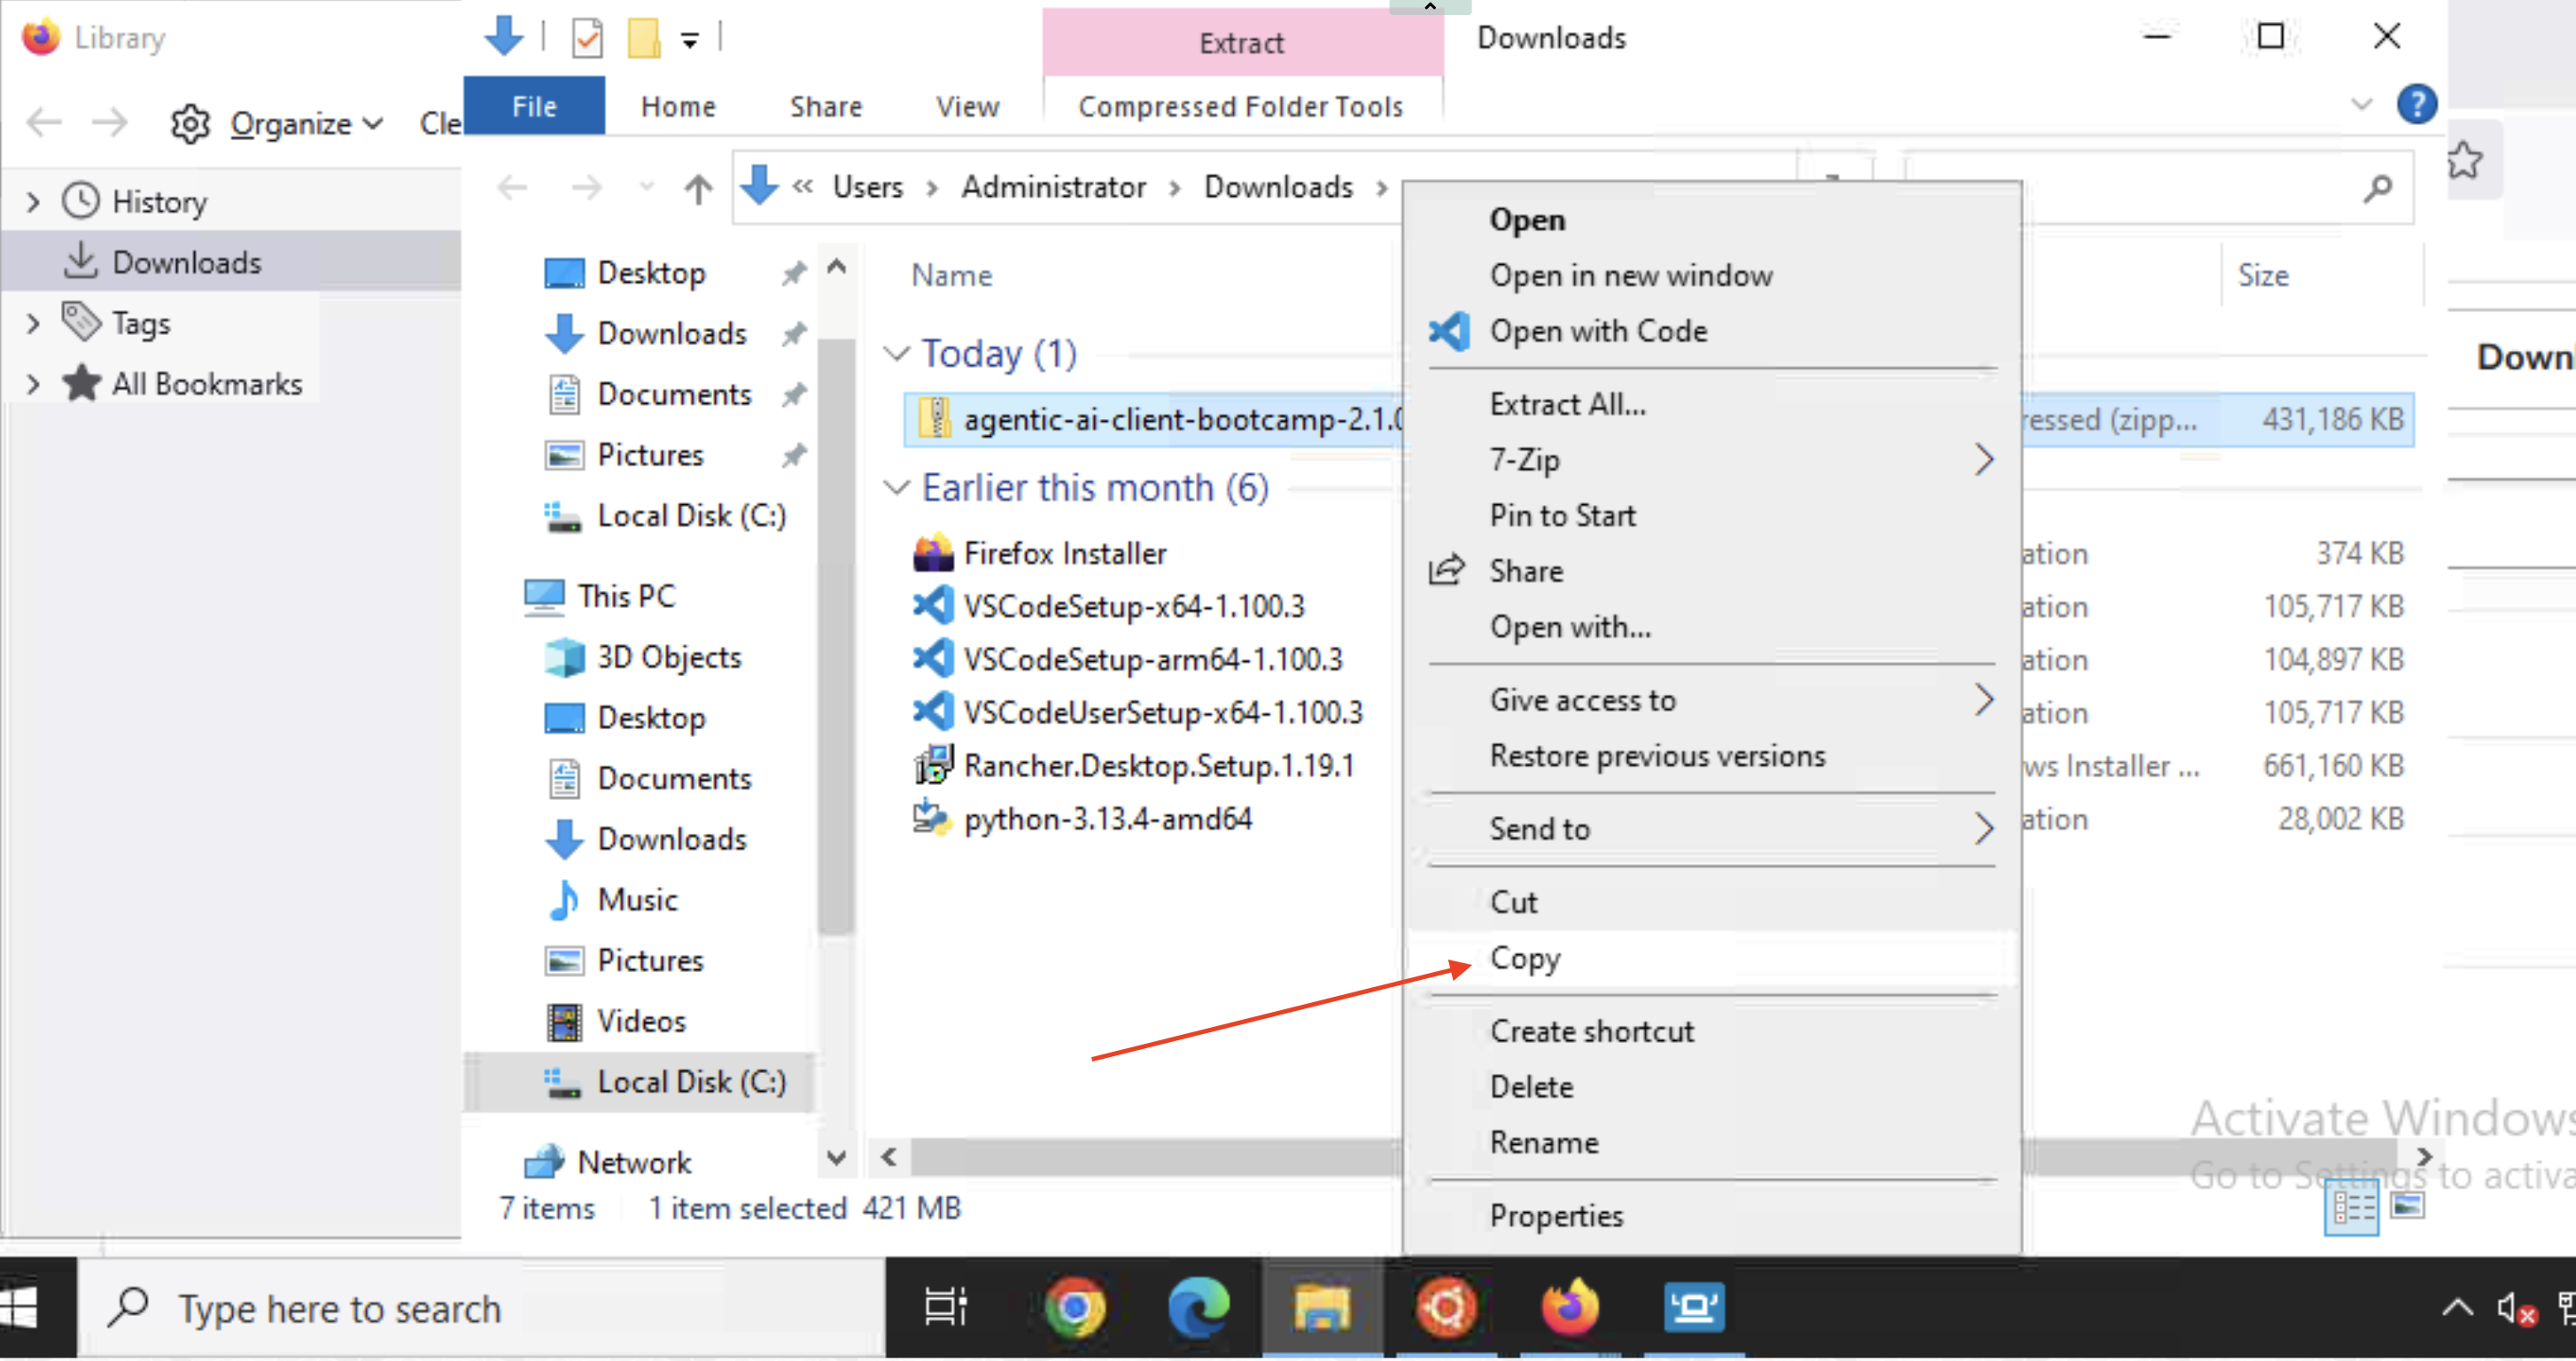 Library
Organize
Cle
Extract
Downloads
File
Home
Share
View
Compressed Folder Tools
?
« Users > Administrator > Downloads >
History
Downloads
Tags
All Bookmarks
Desktop
Downloads
Documents
Pictures
Local Disk (C:)
This PC
3D Objects
Desktop
Documents
Downloads
Music
Pictures
Videos
Local Disk (C:)
Network
Name
Size
Today (1)
agentic-ai-client-bootcamp-2.1.0
ressed (zipp...
431,186 KB
Earlier this month (6)
Firefox Installer
ation
374 KB
VSCodeSetup-x64-1.100.3
ation
105,717 KB
VSCodeSetup-arm64-1.100.3
ation
104,897 KB
VSCodeUserSetup-x64-1.100.3
ation
105,717 KB
Rancher.Desktop.Setup.1.19.1
ws Installer ...
661,160 KB
python-3.13.4-amd64
ation
28,002 KB
Open
Open in new window
Open with Code
Extract All...
7-Zip
Pin to Start
Share
Open with...
Give access to
Restore previous versions
Send to
Cut
Copy
Create shortcut
Delete
Rename
Properties
Down
Activate Windows
Go to Settings to activa
7 items
1 item selected 421 MB
Type here to search